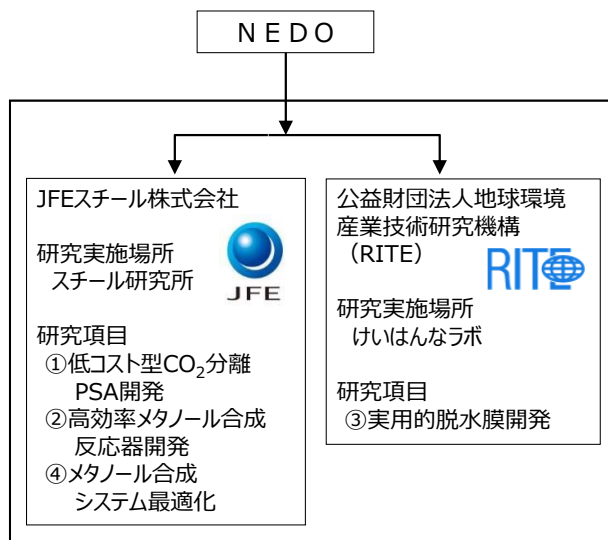 NEDO
JFEスチール株式会社
研究実施場所
スチール研究所
JFE
研究項目
①低コスト型CO₂分離
PSA開発
②高効率メタノール合成
反応器開発
④メタノール合成
システム最適化
公益財団法人地球環境
産業技術研究機構
（RITE）
RITE
研究実施場所
けいはんなラボ
研究項目
③実用的脱水膜開発